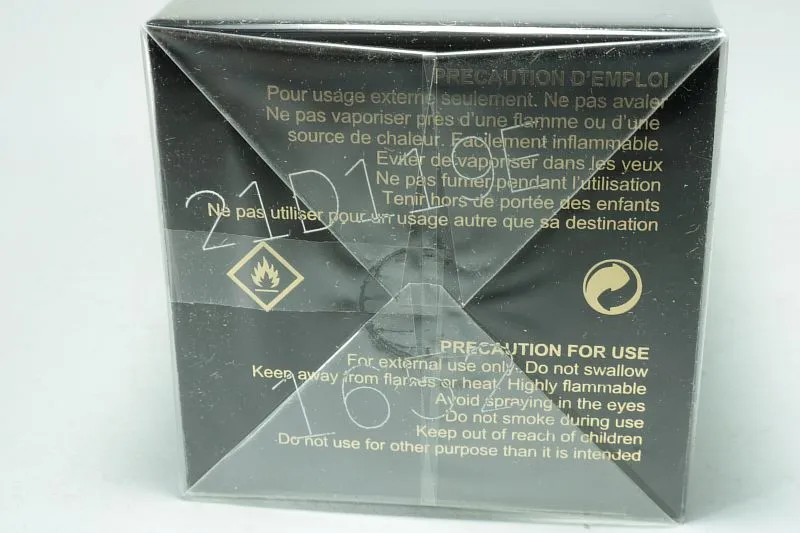 PRECAUTION D'EMPLOI
Pour usage externe seulement. Ne pas avaler
Ne pas vaporiser près d'une flamme ou d'une
source de chaleur. Facilement inflammable.
Eviter de vaporiser dans les yeux
Ne pas fumer pendant l'utilisation
Tenir hors de portée des enfants
Ne pas utiliser pour un usage autre que sa destination
21D119E
PRECAUTION FOR USE
For external use only. Do not swallow
Keep away from flames or heat. Highly flammable
Avoid spraying in the eyes
Do not smoke during use
Keep out of reach of children
Do not use for other purpose than it is intended